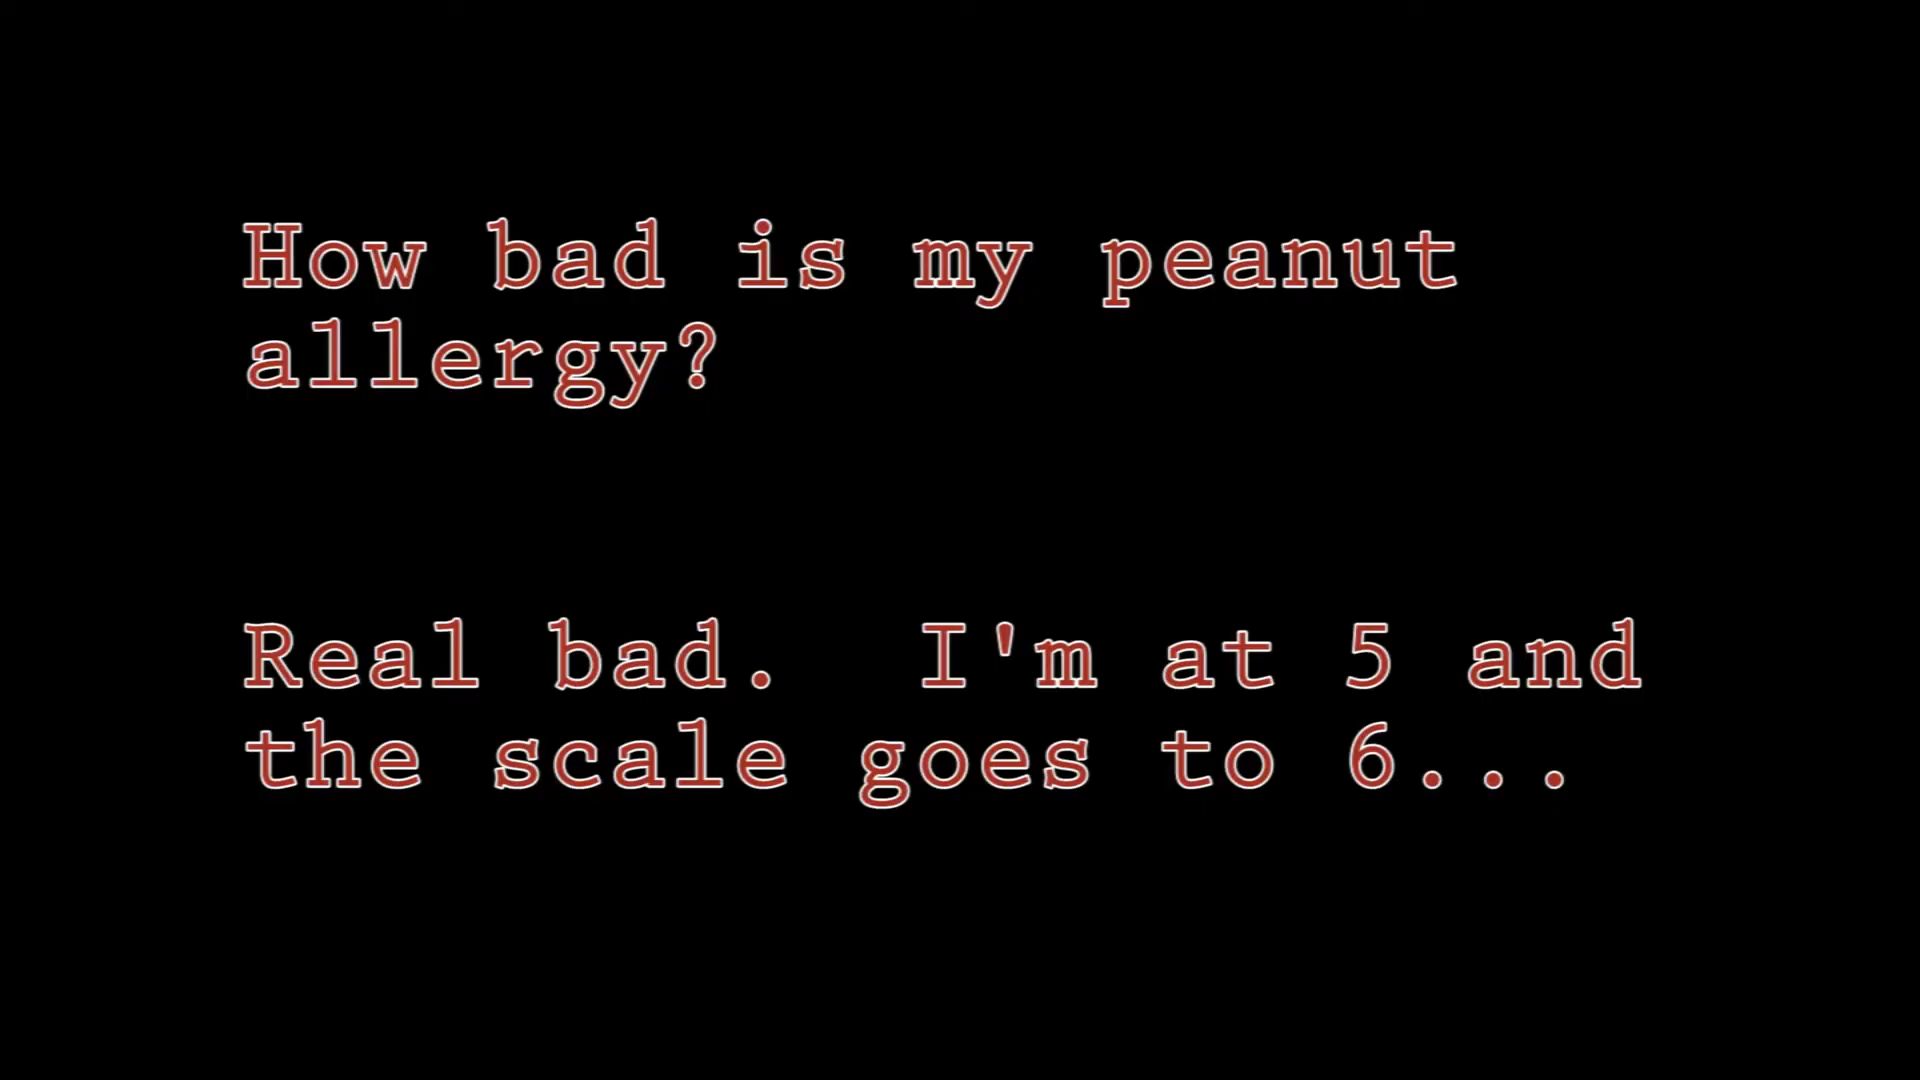 How bad is my peanut
allergy?
Real bad.  I'm at 5 and
the scale goes to 6...